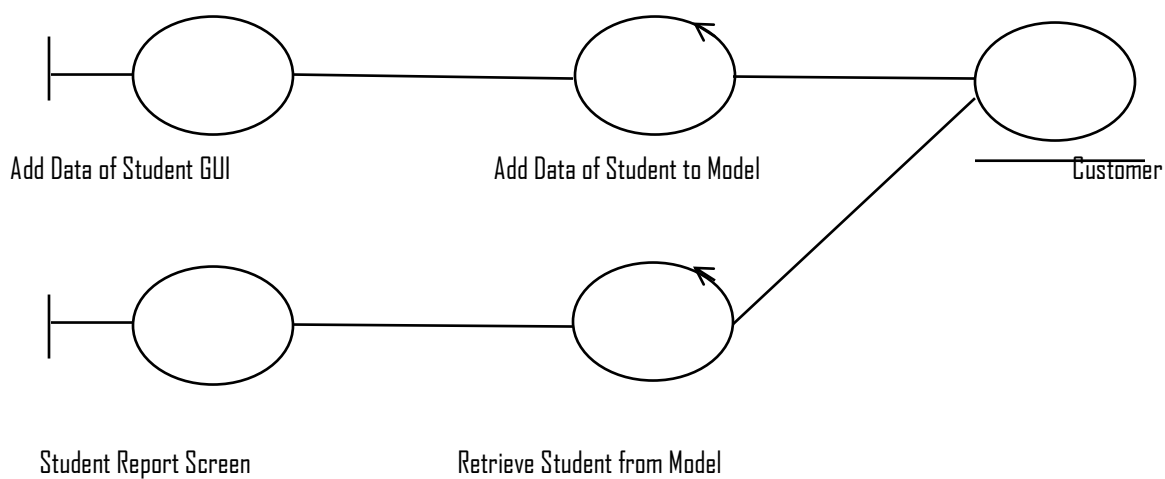 Add Data of Student GUI
Add Data of Student to Model
Customer
Student Report Screen
Retrieve Student from Model